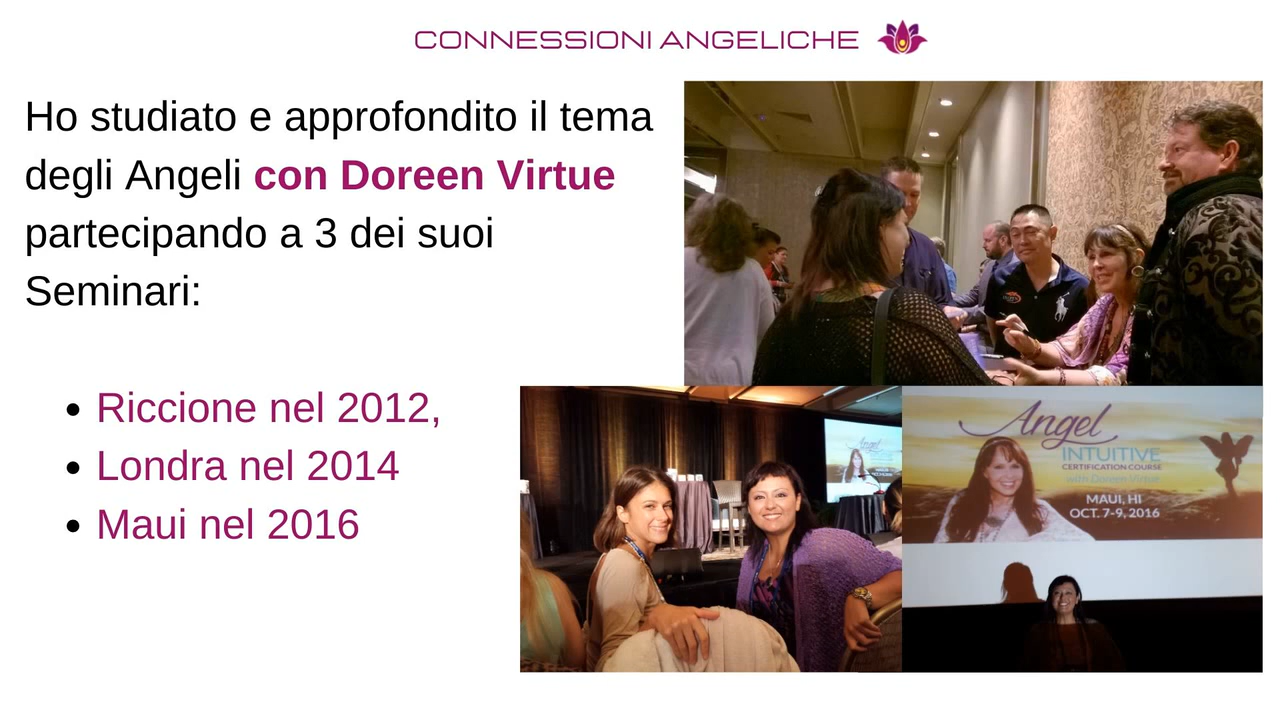 CONNESSIONI ANGELICHE
Ho studiato e approfondito il tema
degli Angeli con Doreen Virtue
partecipando a 3 dei suoi
Seminari:
• Riccione nel 2012,
• Londra nel 2014
• Maui nel 2016
Angel
Angel
INTUITIVE
CERTIFICATION COURSE
with Doreen Virtue
MAUI, HI
OCT. 7-9, 2016